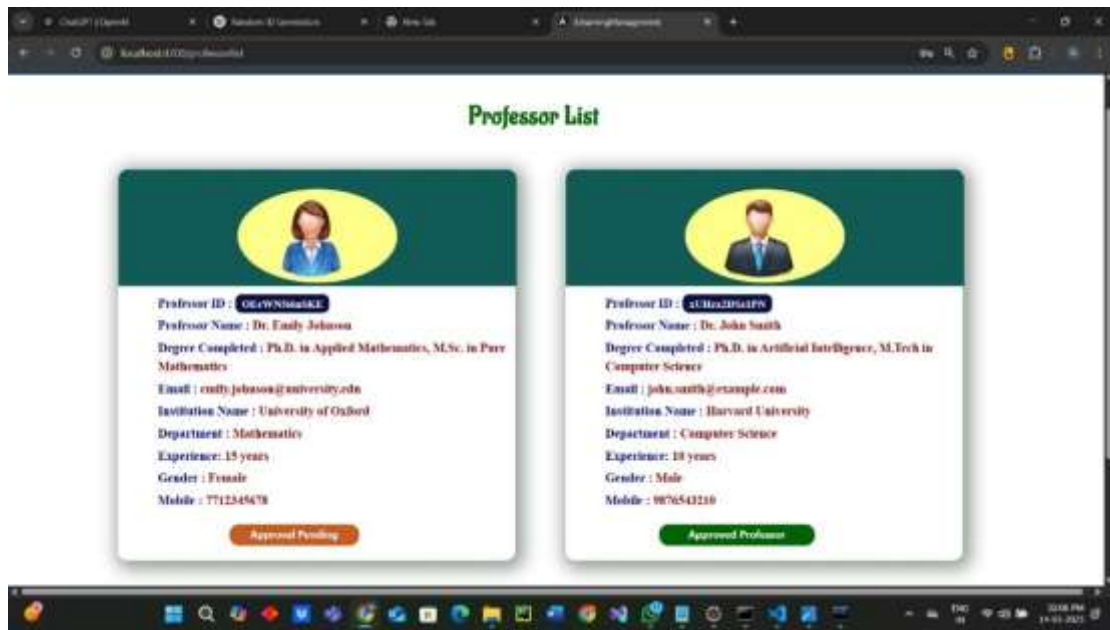 New Tab
Professor List
Professor ID :
Professor Name : Dr. Emily Johnson
Degree Completed : Ph.D. in Applied Mathematics, M.Sc. in Pure
Mathematics
Email : emily.johnson@university.edu
Institution Name : University of Oxford
Department : Mathematics
Experience: 15 years
Gender : Female
Mobile : 7712345678
Approval Pending
Professor ID :
Professor Name : Dr. John Smith
Degree Completed : Ph.D. in Artificial Intelligence, M.Tech in
Computer Science
Email : john.smith@example.com
Institution Name : Harvard University
Department : Computer Science
Experience: 10 years
Gender : Male
Mobile : 9876543210
Approved Professor
ENG
IN